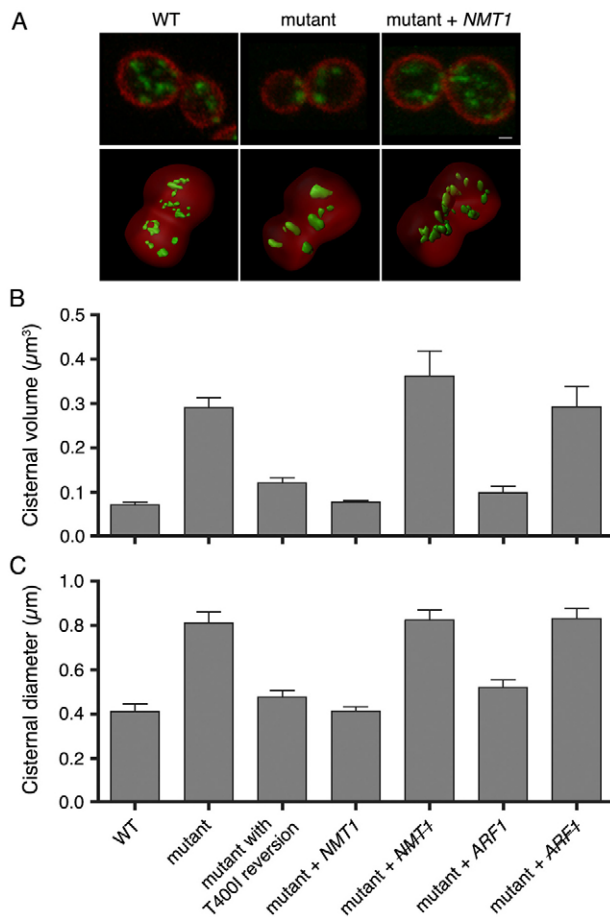 A
WT
mutant
mutant + NMT1
B
Cisternal volume (µm³)
0.5
0.4
0.3
0.2
0.1
0.0
C
Cisternal diameter (µm)
1.0
0.8
0.6
0.4
0.2
0.0
WT
mutant
mutant with
T400I reversion
mutant + NMT1
mutant + NMT1
mutant + ARF1
mutant + ARF1